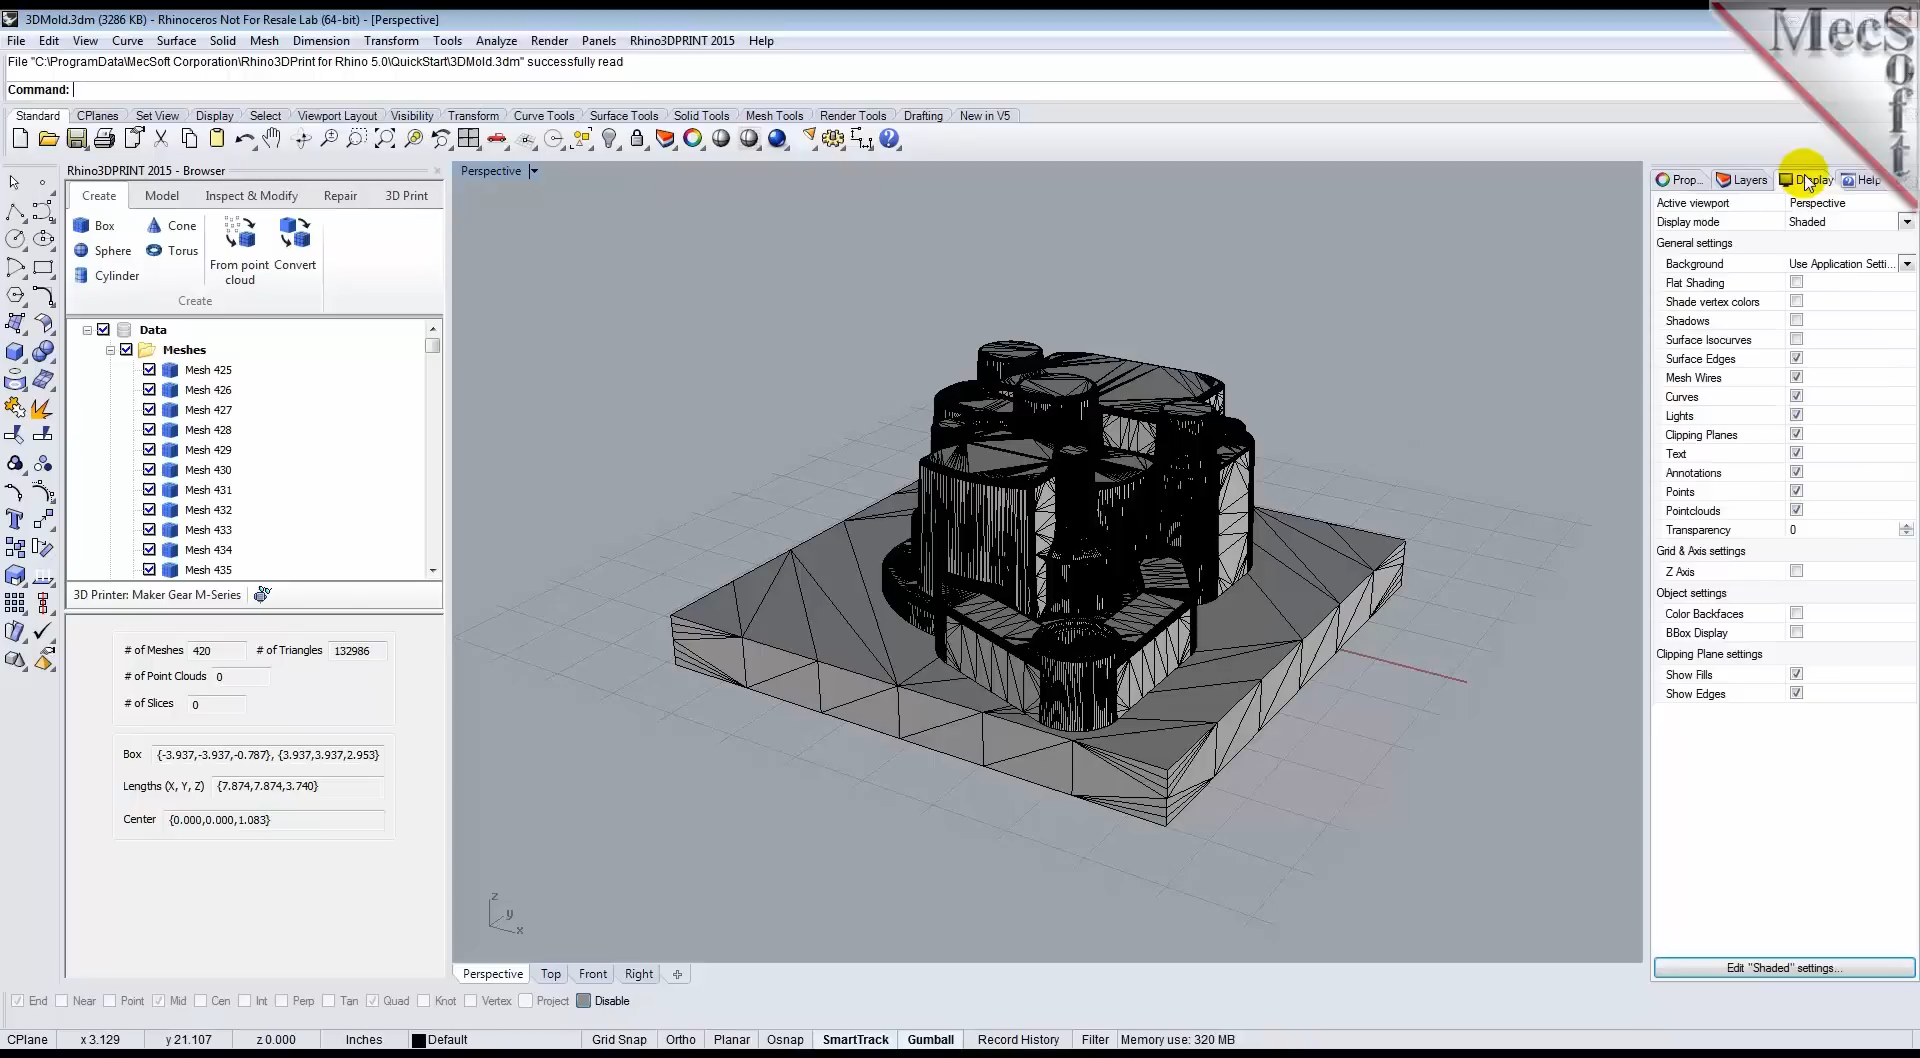 3DMold.3dm (3286 KB) - Rhinoceros Not For Resale Lab (64-bit) - [Perspective]
MecSoft
File Edit View Curve Surface Solid Mesh Dimension Transform Tools Analyze Render Panels Rhino3DPRINT 2015 Help
File "C:\ProgramData\MecSoft Corporation\Rhino3DPrint for Rhino 5.0\QuickStart\3DMold.3dm" successfully read
Command:
Standard CPlanes Set View Display Select Viewport Layout Visibility Transform Curve Tools Surface Tools Solid Tools Mesh Tools Render Tools Drafting New in V5
Rhino3DPRINT 2015 - Browser
Create Model Inspect & Modify Repair 3D Print
Box Cone
Sphere Torus
Cylinder
From point cloud
Convert
Create
Data
Meshes
Mesh 425
Mesh 426
Mesh 427
Mesh 428
Mesh 429
Mesh 430
Mesh 431
Mesh 432
Mesh 433
Mesh 434
Mesh 435
3D Printer: Maker Gear M-Series
# of Meshes 420 # of Triangles 132986
# of Point Clouds 0
# of Slices 0
Box {-3.937,-3.937,-0.787}, {3.937,3.937,2.953}
Lengths (X, Y, Z) {7.874,7.874,3.740}
Center {0.000,0.000,1.083}
Perspective
z
y
x
Perspective Top Front Right
Prop... Layers Display Help
Active viewport Perspective
Display mode Shaded
General settings
Background Use Application Setti...
Flat Shading
Shade vertex colors
Shadows
Surface Isocurves
Surface Edges
Mesh Wires
Curves
Lights
Clipping Planes
Text
Annotations
Points
Pointclouds
Transparency 0
Grid & Axis settings
Z Axis
Object settings
Color Backfaces
BBox Display
Clipping Plane settings
Show Fills
Show Edges
Edit "Shaded" settings...
End Near Point Mid Cen Int Perp Tan Quad Knot Vertex Project Disable
CPlane x 3.129 y 21.107 z 0.000 Inches Default Grid Snap Ortho Planar Osnap SmartTrack Gumball Record History Filter Memory use: 320 MB